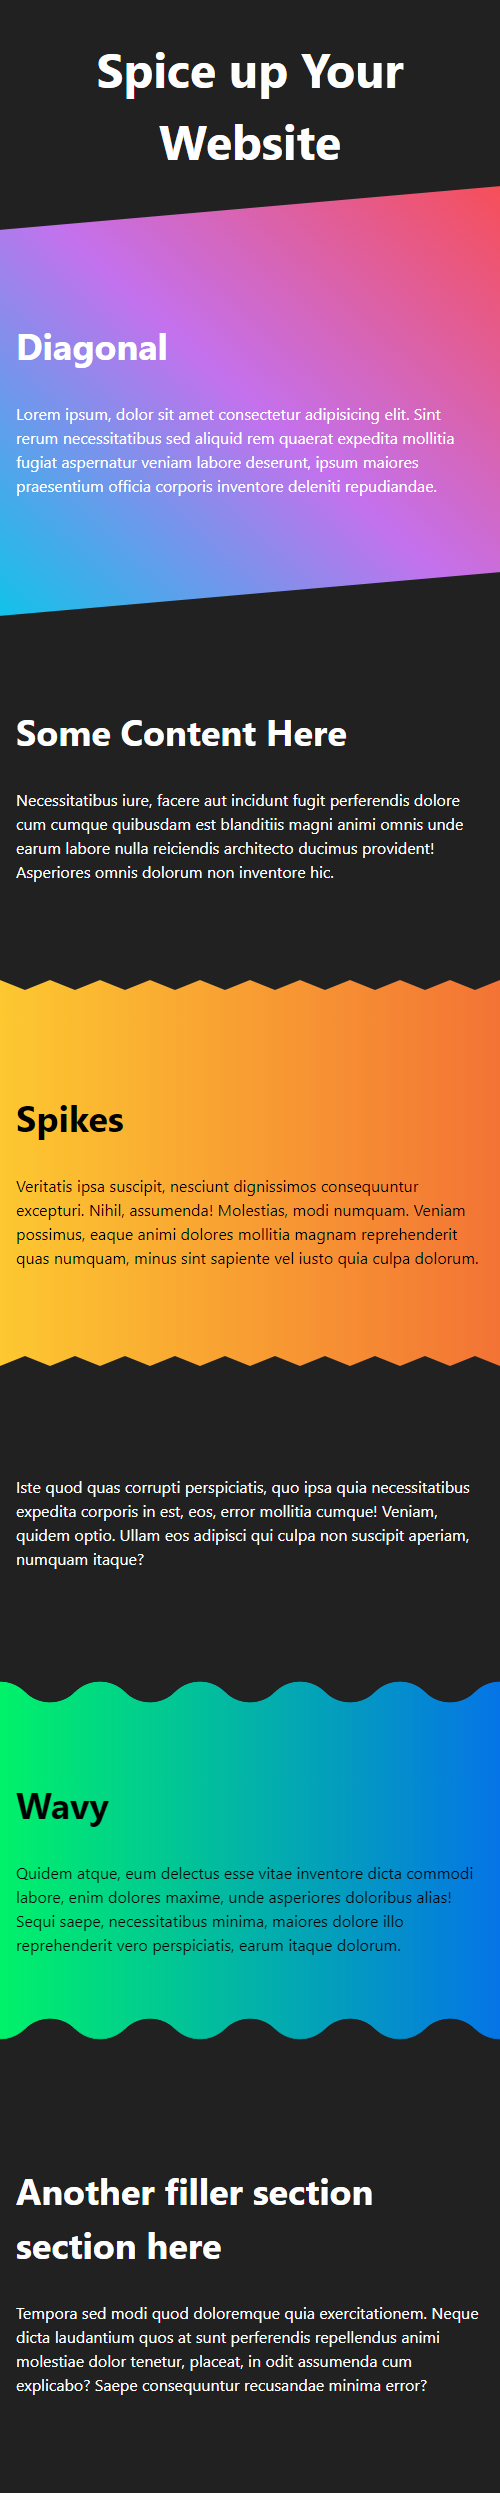 Spice up Your
Website
Diagonal
Lorem ipsum, dolor sit amet consectetur adipisicing elit. Sint
rerum necessitatibus sed aliquid rem quaerat expedita mollitia
fugiat aspernatur veniam labore deserunt, ipsum maiores
praesentium officia corporis inventore deleniti repudiandae.
Some Content Here
Necessitatibus iure, facere aut incidunt fugit perferendis dolore
cum cumque quibusdam est blanditiis magni animi omnis unde
earum labore nulla reiciendis architecto ducimus provident!
Asperiores omnis dolorum non inventore hic.
Spikes
Veritatis ipsa suscipit, nesciunt dignissimos consequuntur
excepturi. Nihil, assumenda! Molestias, modi numquam. Veniam
possimus, eaque animi dolores mollitia magnam reprehenderit
quas numquam, minus sint sapiente vel iusto quia culpa dolorum.
Iste quod quas corrupti perspiciatis, quo ipsa quia necessitatibus
expedita corporis in est, eos, error mollitia cumque! Veniam,
quidem optio. Ullam eos adipisci qui culpa non suscipit aperiam,
numquam itaque?
Wavy
Quidem atque, eum delectus esse vitae inventore dicta commodi
labore, enim dolores maxime, unde asperiores doloribus alias!
Sequi saepe, necessitatibus minima, maiores dolore illo
reprehenderit vero perspiciatis, earum itaque dolorum.
Another filler section
section here
Tempora sed modi quod doloremque quia exercitationem. Neque
dicta laudantium quos at sunt perferendis repellendus animi
molestiae dolor tenetur, placeat, in odit assumenda cum
explicabo? Saepe consequuntur recusandae minima error?